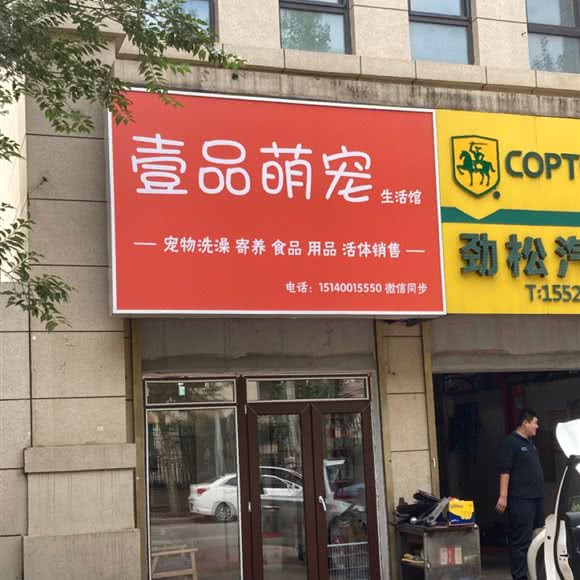 壹品萌宠 生活馆
宠物洗澡 寄养 食品 用品 活体销售
电话：15140015550 微信同步
COPT
劲松汽
T:1552